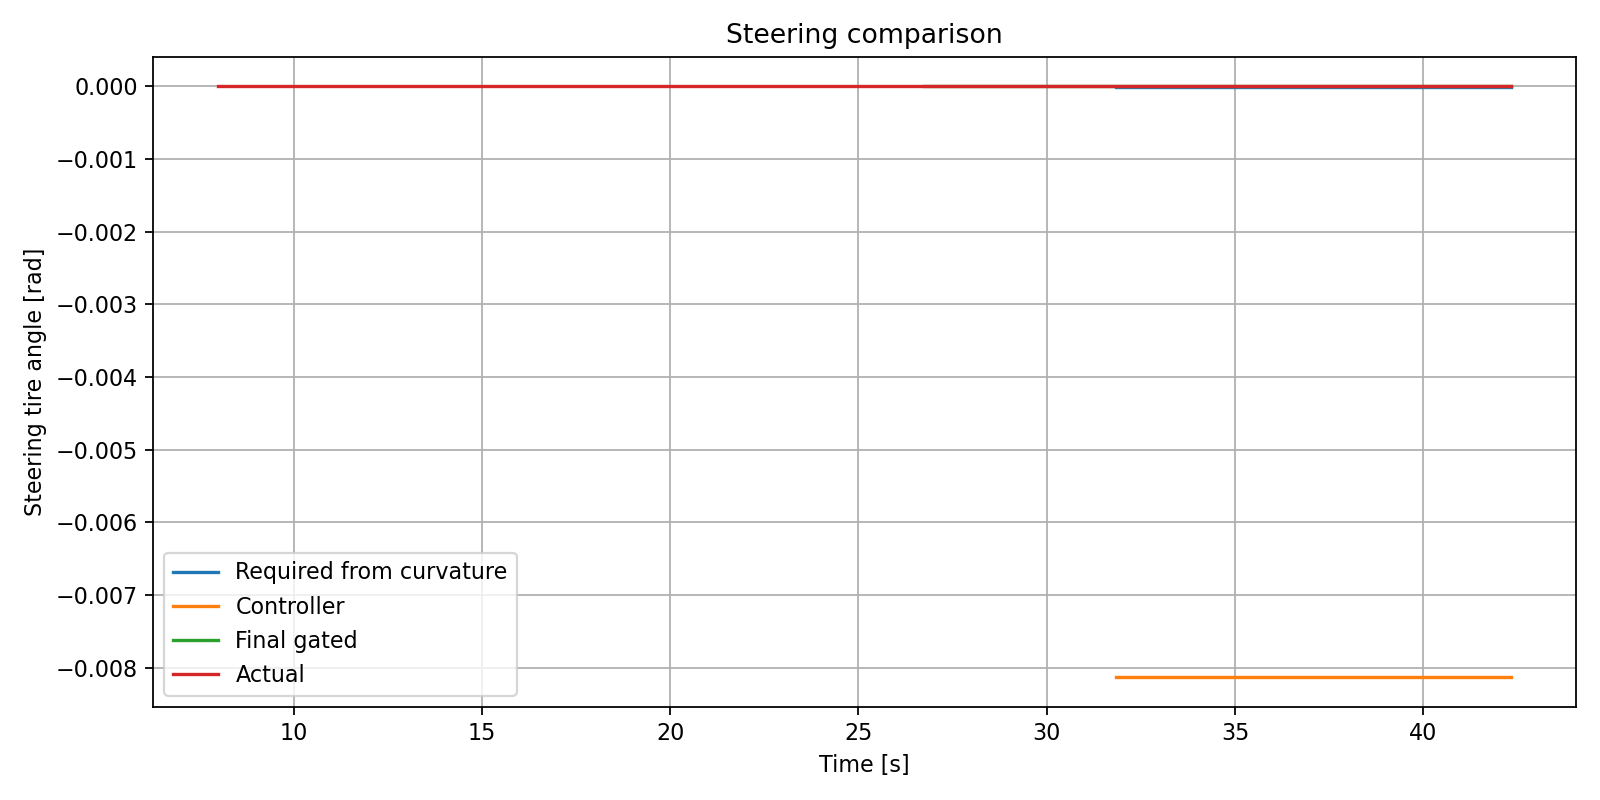 Steering comparison
0.000
−0.001
−0.002
−0.003
−0.004
−0.005
−0.006
−0.007
−0.008
Steering tire angle [rad]
Required from curvature
Controller
Final gated
Actual
10 15 20 25 30 35 40
Time [s]